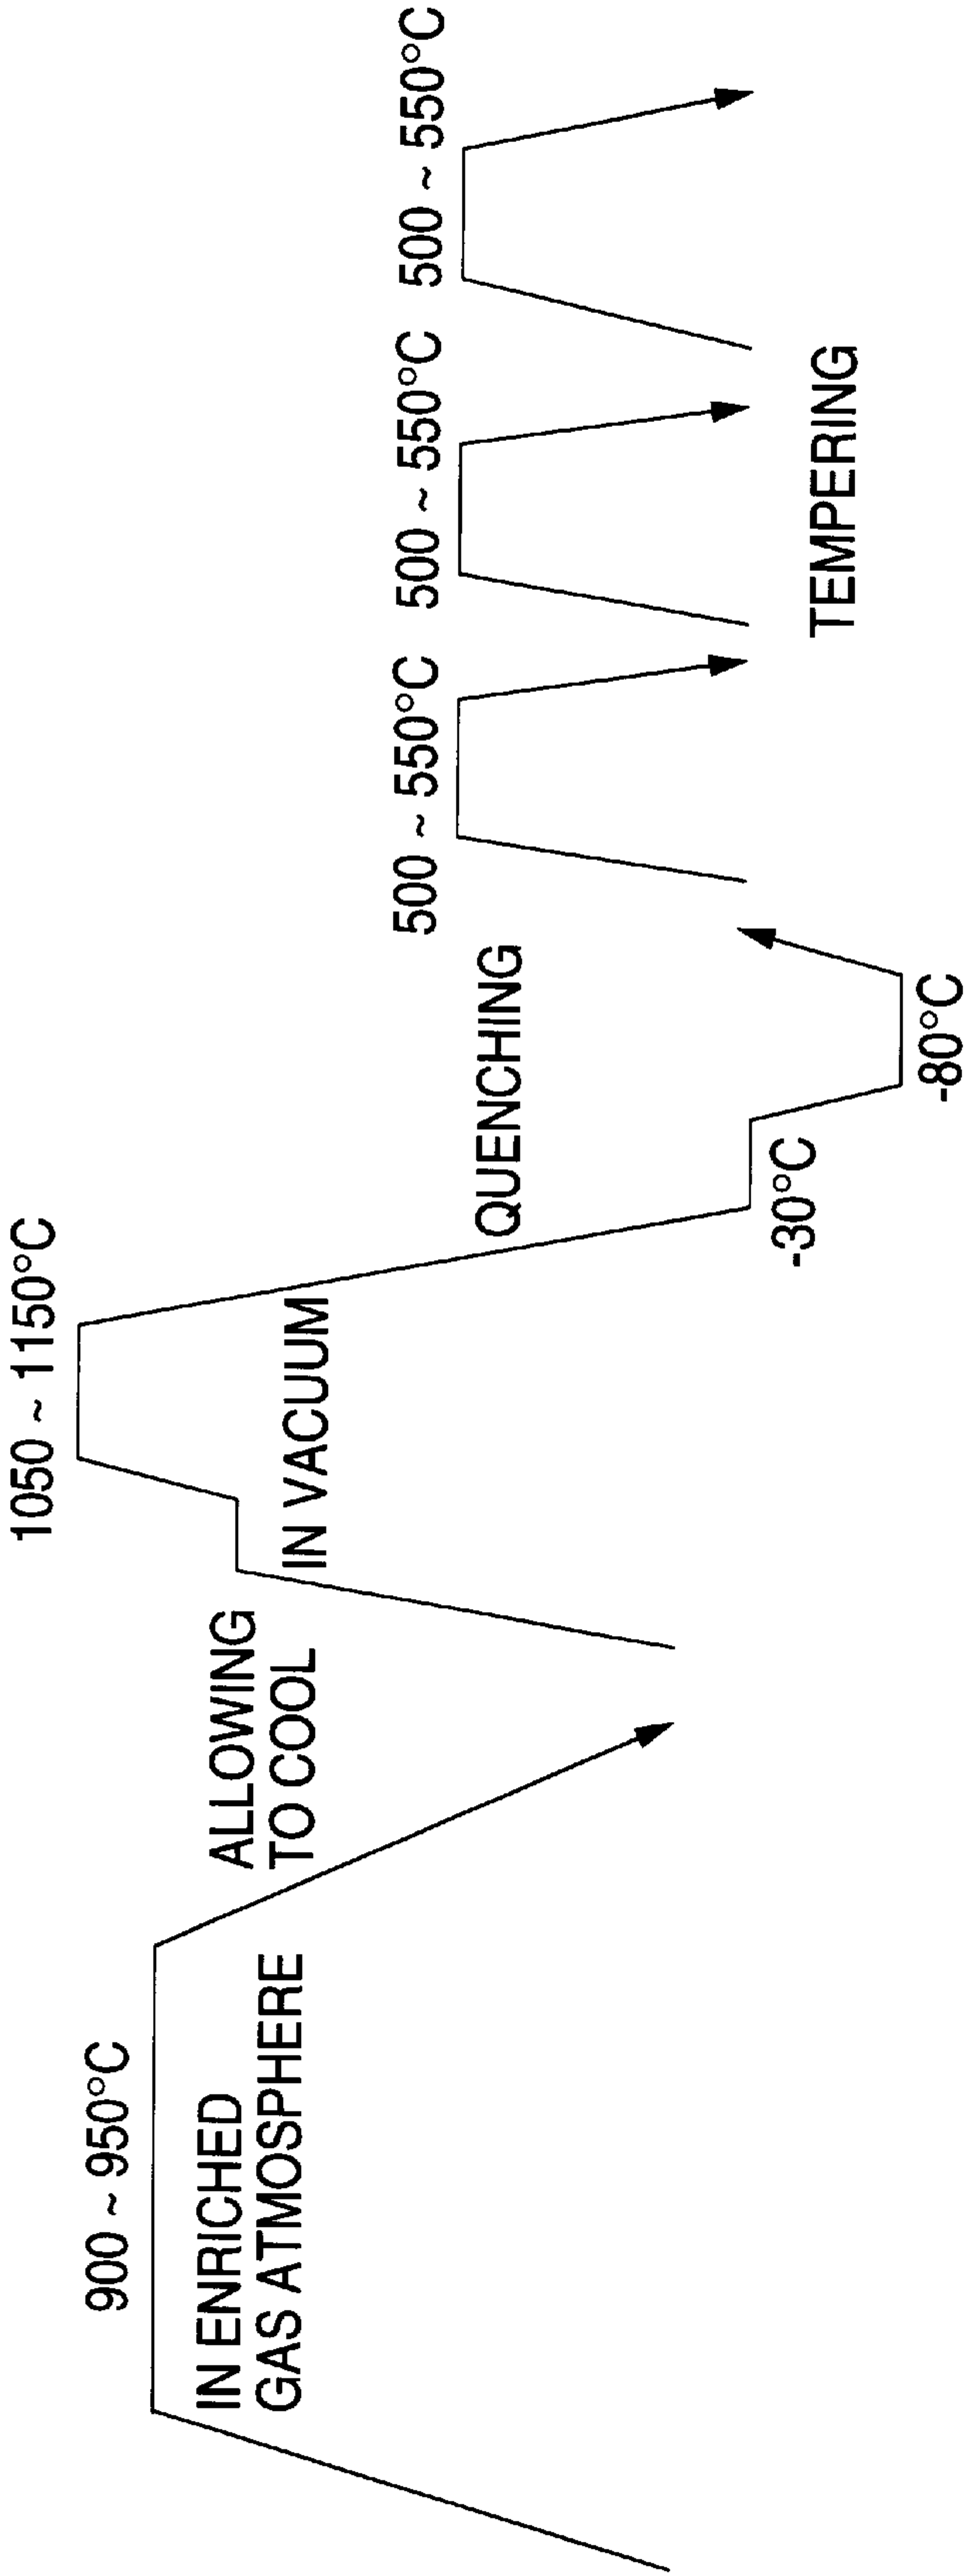 900 ~ 950°C
IN ENRICHED
GAS ATMOSPHERE
ALLOWING
TO COOL
1050 ~ 1150°C
IN VACUUM
QUENCHING
-30°C
-80°C
500 ~ 550°C
500 ~ 550°C
500 ~ 550°C
TEMPERING